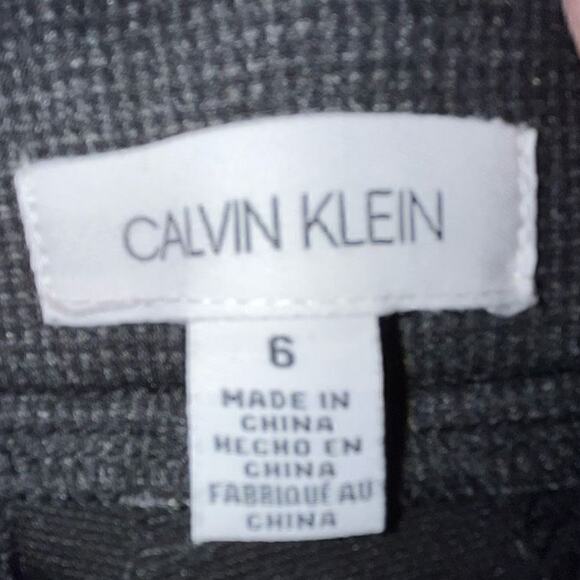 CALVIN KLEIN
6
MADE IN
CHINA
HECHO EN
CHINA
FABRIQUÉ AU
CHINA